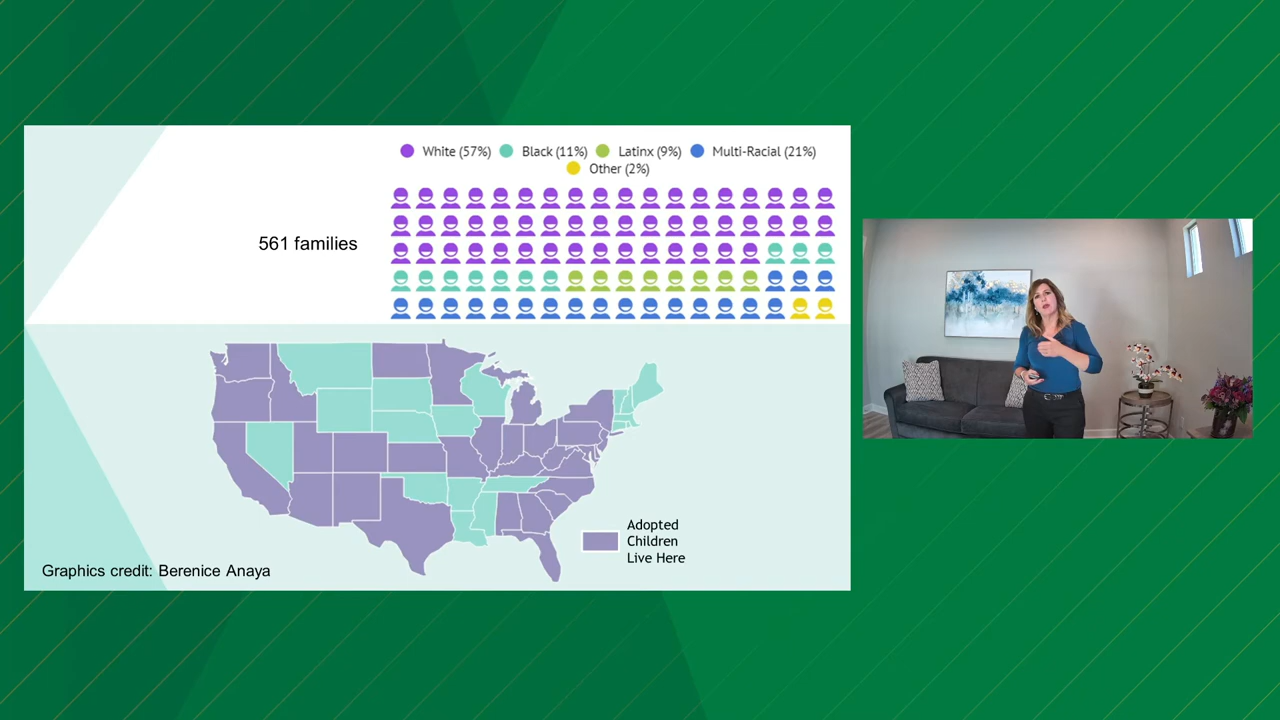 White (57%) Black (11%) Latinx (9%) Multi-Racial (21%)
Other (2%)
561 families
Adopted
Children
Live Here
Graphics credit: Berenice Anaya